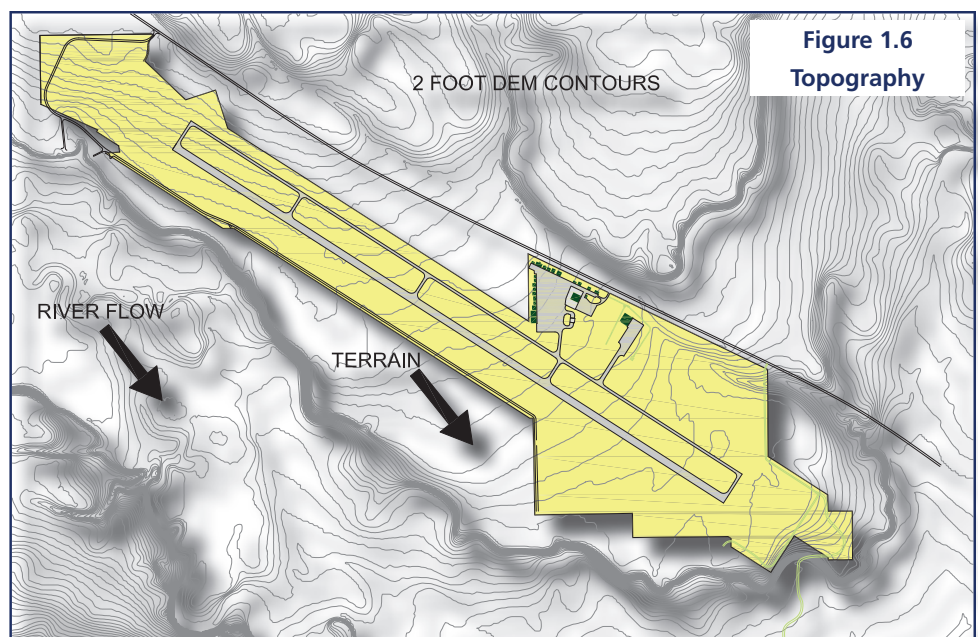 Figure 1.6
Topography
2 FOOT DEM CONTOURS
RIVER FLOW
TERRAIN